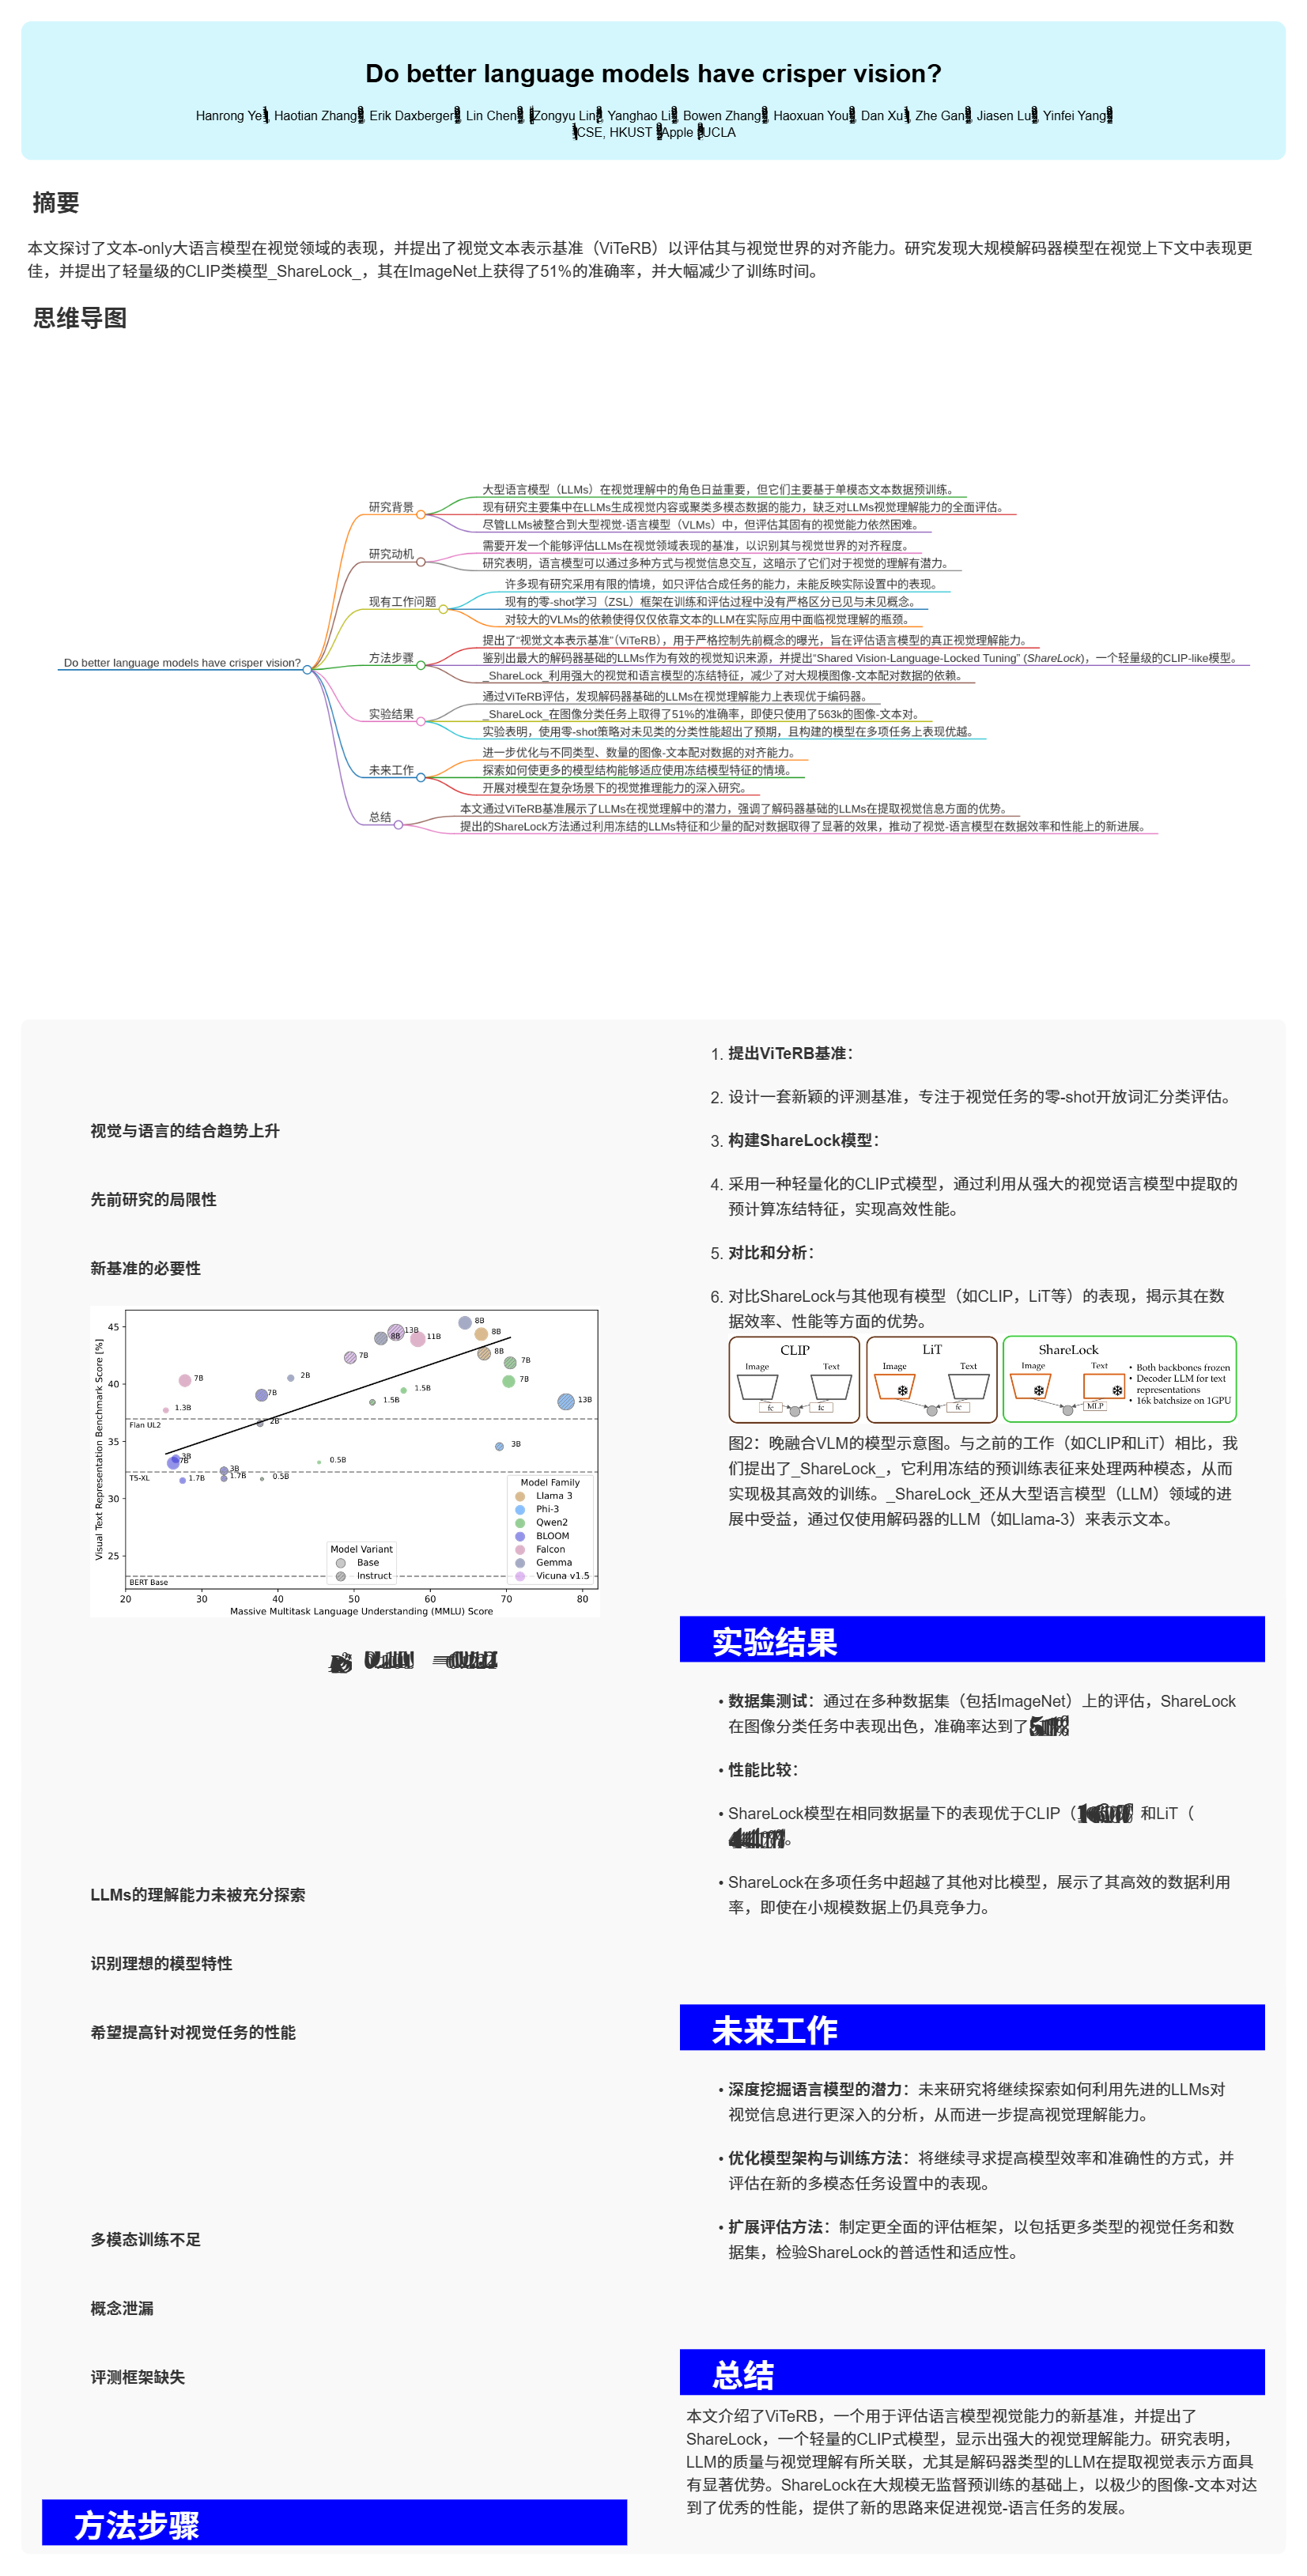 Do better language models have crisper vision?
Hanrong Ye, Haotian Zhang, Erik Daxberger, Lin Chen, Zongyu Lin, Yanghao Li, Bowen Zhang, Haoxuan You, Dan Xu, Zhe Gan, Jiasen Lu, Yinfei Yang
CSE, HKUST Apple UCLA
摘要
本文探讨了文本-only大语言模型在视觉领域的表现，并提出了视觉文本表示基准（ViTeRB）以评估其与视觉世界的对齐能力。研究发现大规模解码器模型在视觉上下文中表现更
佳，并提出了轻量级的CLIP类模型_ShareLock_，其在ImageNet上获得了51%的准确率，并大幅减少了训练时间。
思维导图
Do better language models have crisper vision?
研究背景
大型语言模型（LLMs）在视觉理解中的角色日益重要，但它们主要基于单模态文本数据预训练。
现有研究主要集中在LLMs生成视觉内容或聚类多模态数据的能力，缺乏对LLMs视觉理解能力的全面评估。
尽管LLMs被整合到大型视觉-语言模型（VLMs）中，但评估其固有的视觉能力依然困难。
研究动机
需要开发一个能够评估LLMs在视觉领域表现的基准，以识别其与视觉世界的对齐程度。
研究表明，语言模型可以通过多种方式与视觉信息交互，这暗示了它们对于视觉的理解有潜力。
现有工作问题
许多现有研究采用有限的情境，如只评估合成任务的能力，未能反映实际设置中的表现。
现有的零-shot学习（ZSL）框架在训练和评估过程中没有严格区分已见与未见概念。
对较大的VLMs的依赖使得仅仅依靠文本的LLM在实际应用中面临视觉理解的瓶颈。
方法步骤
提出了“视觉文本表示基准”（ViTeRB），用于严格控制先前概念的曝光，旨在评估语言模型的真正视觉理解能力。
鉴别出最大的解码器基础的LLMs作为有效的视觉知识来源，并提出“Shared Vision-Language-Locked Tuning” (ShareLock)，一个轻量级的CLIP-like模型。
_ShareLock_利用强大的视觉和语言模型的冻结特征，减少了对大规模图像-文本配对数据的依赖。
实验结果
通过ViTeRB评估，发现解码器基础的LLMs在视觉理解能力上表现优于编码器。
_ShareLock_在图像分类任务上取得了51%的准确率，即使只使用了563k的图像-文本对。
实验表明，使用零-shot策略对未见类的分类性能超出了预期，且构建的模型在多项任务上表现优越。
未来工作
进一步优化与不同类型、数量的图像-文本配对数据的对齐能力。
探索如何使更多的模型结构能够适应使用冻结模型特征的情境。
开展对模型在复杂场景下的视觉推理能力的深入研究。
总结
本文通过ViTeRB基准展示了LLMs在视觉理解中的潜力，强调了解码器基础的LLMs在提取视觉信息方面的优势。
提出的ShareLock方法通过利用冻结的LLMs特征和少量的配对数据取得了显著的效果，推动了视觉-语言模型在数据效率和性能上的新进展。
视觉与语言的结合趋势上升
先前研究的局限性
新基准的必要性
Visual Text Representation Benchmark Score [%]
45
40
35
30
25
8B
8B
13B
8B
11B
8B
7B
7B
7B
7B
7B
2B
1.5B
1.5B
13B
1.3B
2B
Flan UL2
3B
3B
7B
0.5B
3B
1.7B
T5-XL
1.7B
0.5B
BERT Base
Model Variant
Base
Instruct
Model Family
Llama 3
Phi-3
Qwen2
BLOOM
Falcon
Gemma
Vicuna v1.5
20 30 40 50 60 70 80
Massive Multitask Language Understanding (MMLU) Score
LLMs的理解能力未被充分探索
识别理想的模型特性
希望提高针对视觉任务的性能
多模态训练不足
概念泄漏
评测框架缺失
方法步骤
1. 提出ViTeRB基准：
2. 设计一套新颖的评测基准，专注于视觉任务的零-shot开放词汇分类评估。
3. 构建ShareLock模型：
4. 采用一种轻量化的CLIP式模型，通过利用从强大的视觉语言模型中提取的
预计算冻结特征，实现高效性能。
5. 对比和分析：
6. 对比ShareLock与其他现有模型（如CLIP，LiT等）的表现，揭示其在数
据效率、性能等方面的优势。
CLIP
Image Text
fc fc
LiT
Image Text
fc
ShareLock
Image Text
MLP
• Both backbones frozen
• Decoder LLM for text
representations
• 16k batchsize on 1GPU
图2：晚融合VLM的模型示意图。与之前的工作（如CLIP和LiT）相比，我
们提出了_ShareLock_，它利用冻结的预训练表征来处理两种模态，从而
实现极其高效的训练。_ShareLock_还从大型语言模型（LLM）领域的进
展中受益，通过仅使用解码器的LLM（如Llama-3）来表示文本。
实验结果
• 数据集测试：通过在多种数据集（包括ImageNet）上的评估，ShareLock
在图像分类任务中表现出色，准确率达到了
• 性能比较：
• ShareLock模型在相同数据量下的表现优于CLIP（ 和LiT（
。
• ShareLock在多项任务中超越了其他对比模型，展示了其高效的数据利用
率，即使在小规模数据上仍具竞争力。
未来工作
• 深度挖掘语言模型的潜力：未来研究将继续探索如何利用先进的LLMs对
视觉信息进行更深入的分析，从而进一步提高视觉理解能力。
• 优化模型架构与训练方法：将继续寻求提高模型效率和准确性的方式，并
评估在新的多模态任务设置中的表现。
• 扩展评估方法：制定更全面的评估框架，以包括更多类型的视觉任务和数
据集，检验ShareLock的普适性和适应性。
总结
本文介绍了ViTeRB，一个用于评估语言模型视觉能力的新基准，并提出了
ShareLock，一个轻量的CLIP式模型，显示出强大的视觉理解能力。研究表明，
LLM的质量与视觉理解有所关联，尤其是解码器类型的LLM在提取视觉表示方面具
有显著优势。ShareLock在大规模无监督预训练的基础上，以极少的图像-文本对达
到了优秀的性能，提供了新的思路来促进视觉-语言任务的发展。